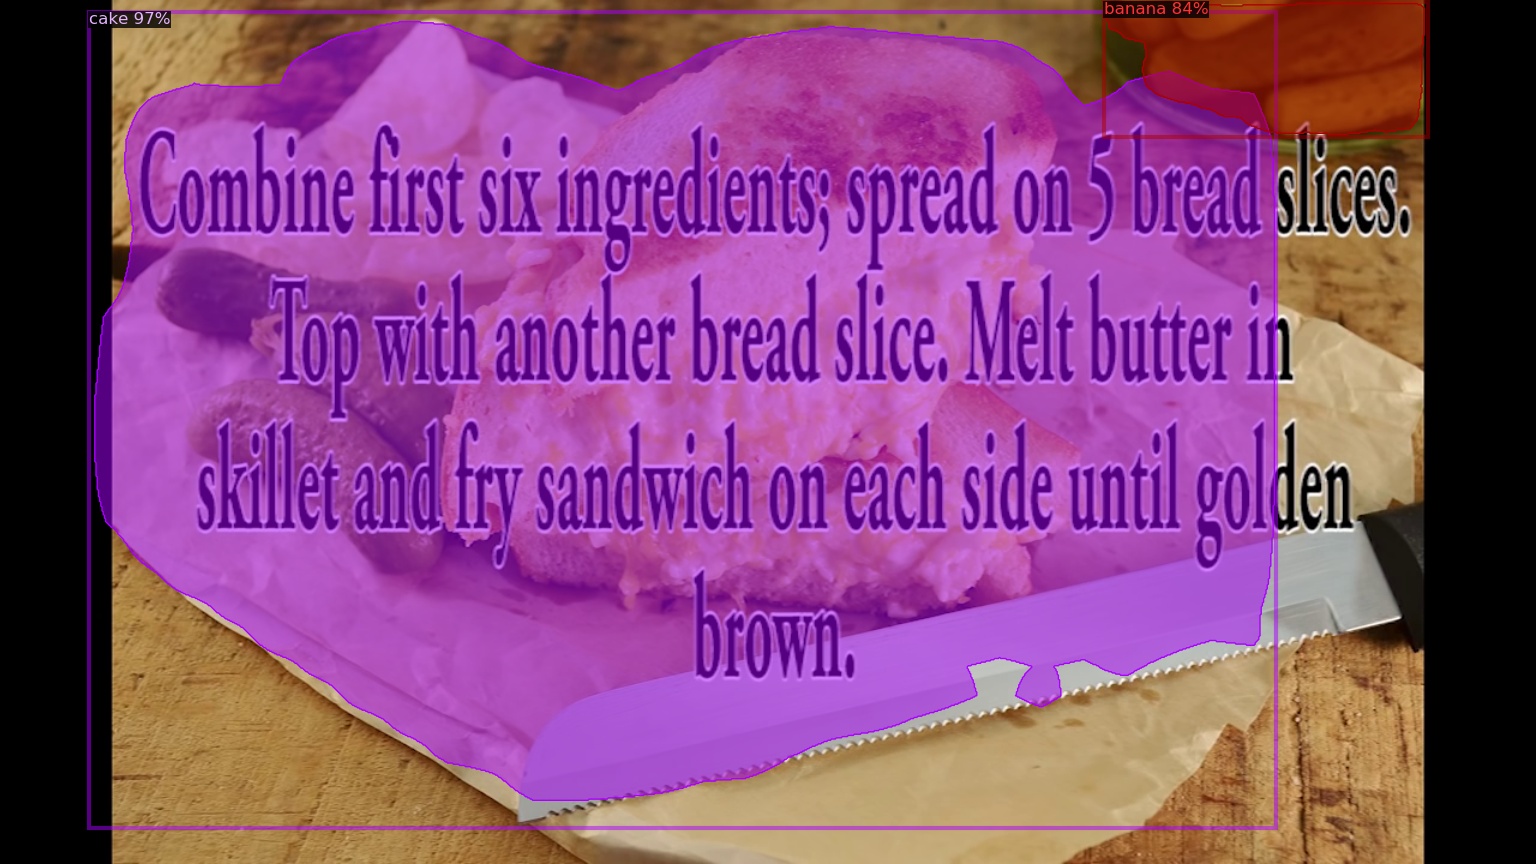 cake 97%
banana 84%
Combine first six ingredients; spread on 5 bread slices.
Top with another bread slice. Melt butter in
skillet and fry sandwich on each side until golden
brown.